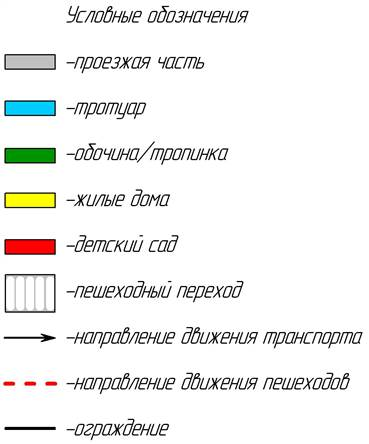 Условные обозначения
-проезжая часть
-тротуар
-обочина/тропинка
-жилые дома
-детский сад
-пешеходный переход
-направление движения транспорта
-направление движения пешеходов
-ограждение